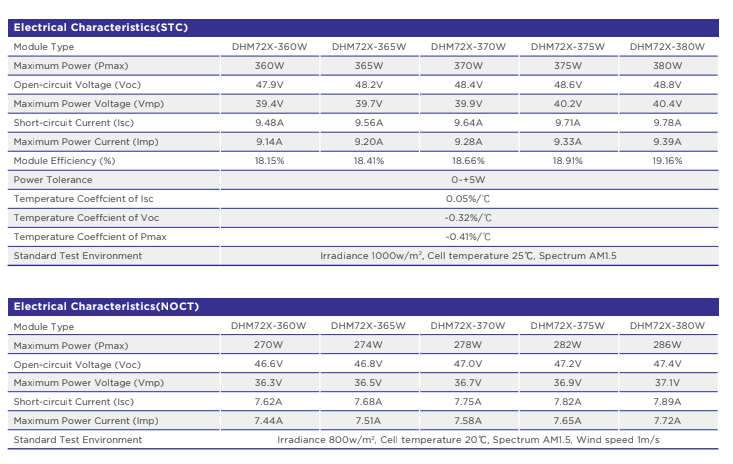 Electrical Characteristics(STC)
Module Type DHM72X-360W DHM72X-365W DHM72X-370W DHM72X-375W DHM72X-380W
Maximum Power (Pmax) 360W 365W 370W 375W 380W
Open-circuit Voltage (Voc) 47.9V 48.2V 48.4V 48.6V 48.8V
Maximum Power Voltage (Vmp) 39.4V 39.7V 39.9V 40.2V 40.4V
Short-circuit Current (Isc) 9.48A 9.56A 9.64A 9.71A 9.78A
Maximum Power Current (Imp) 9.14A 9.20A 9.28A 9.33A 9.39A
Module Efficiency (%) 18.15% 18.41% 18.66% 18.91% 19.16%
Power Tolerance 0~+5W
Temperature Coeffcient of Isc 0.05%/℃
Temperature Coeffcient of Voc -0.32%/℃
Temperature Coeffcient of Pmax -0.41%/℃
Standard Test Environment Irradiance 1000w/m², Cell temperature 25℃, Spectrum AM1.5
Electrical Characteristics(NOCT)
Module Type DHM72X-360W DHM72X-365W DHM72X-370W DHM72X-375W DHM72X-380W
Maximum Power (Pmax) 270W 274W 278W 282W 286W
Open-circuit Voltage (Voc) 46.6V 46.8V 47.0V 47.2V 47.4V
Maximum Power Voltage (Vmp) 36.3V 36.5V 36.7V 36.9V 37.1V
Short-circuit Current (Isc) 7.62A 7.68A 7.75A 7.82A 7.89A
Maximum Power Current (Imp) 7.44A 7.51A 7.58A 7.65A 7.72A
Standard Test Environment Irradiance 800w/m², Cell temperature 20℃, Spectrum AM1.5, Wind speed 1m/s